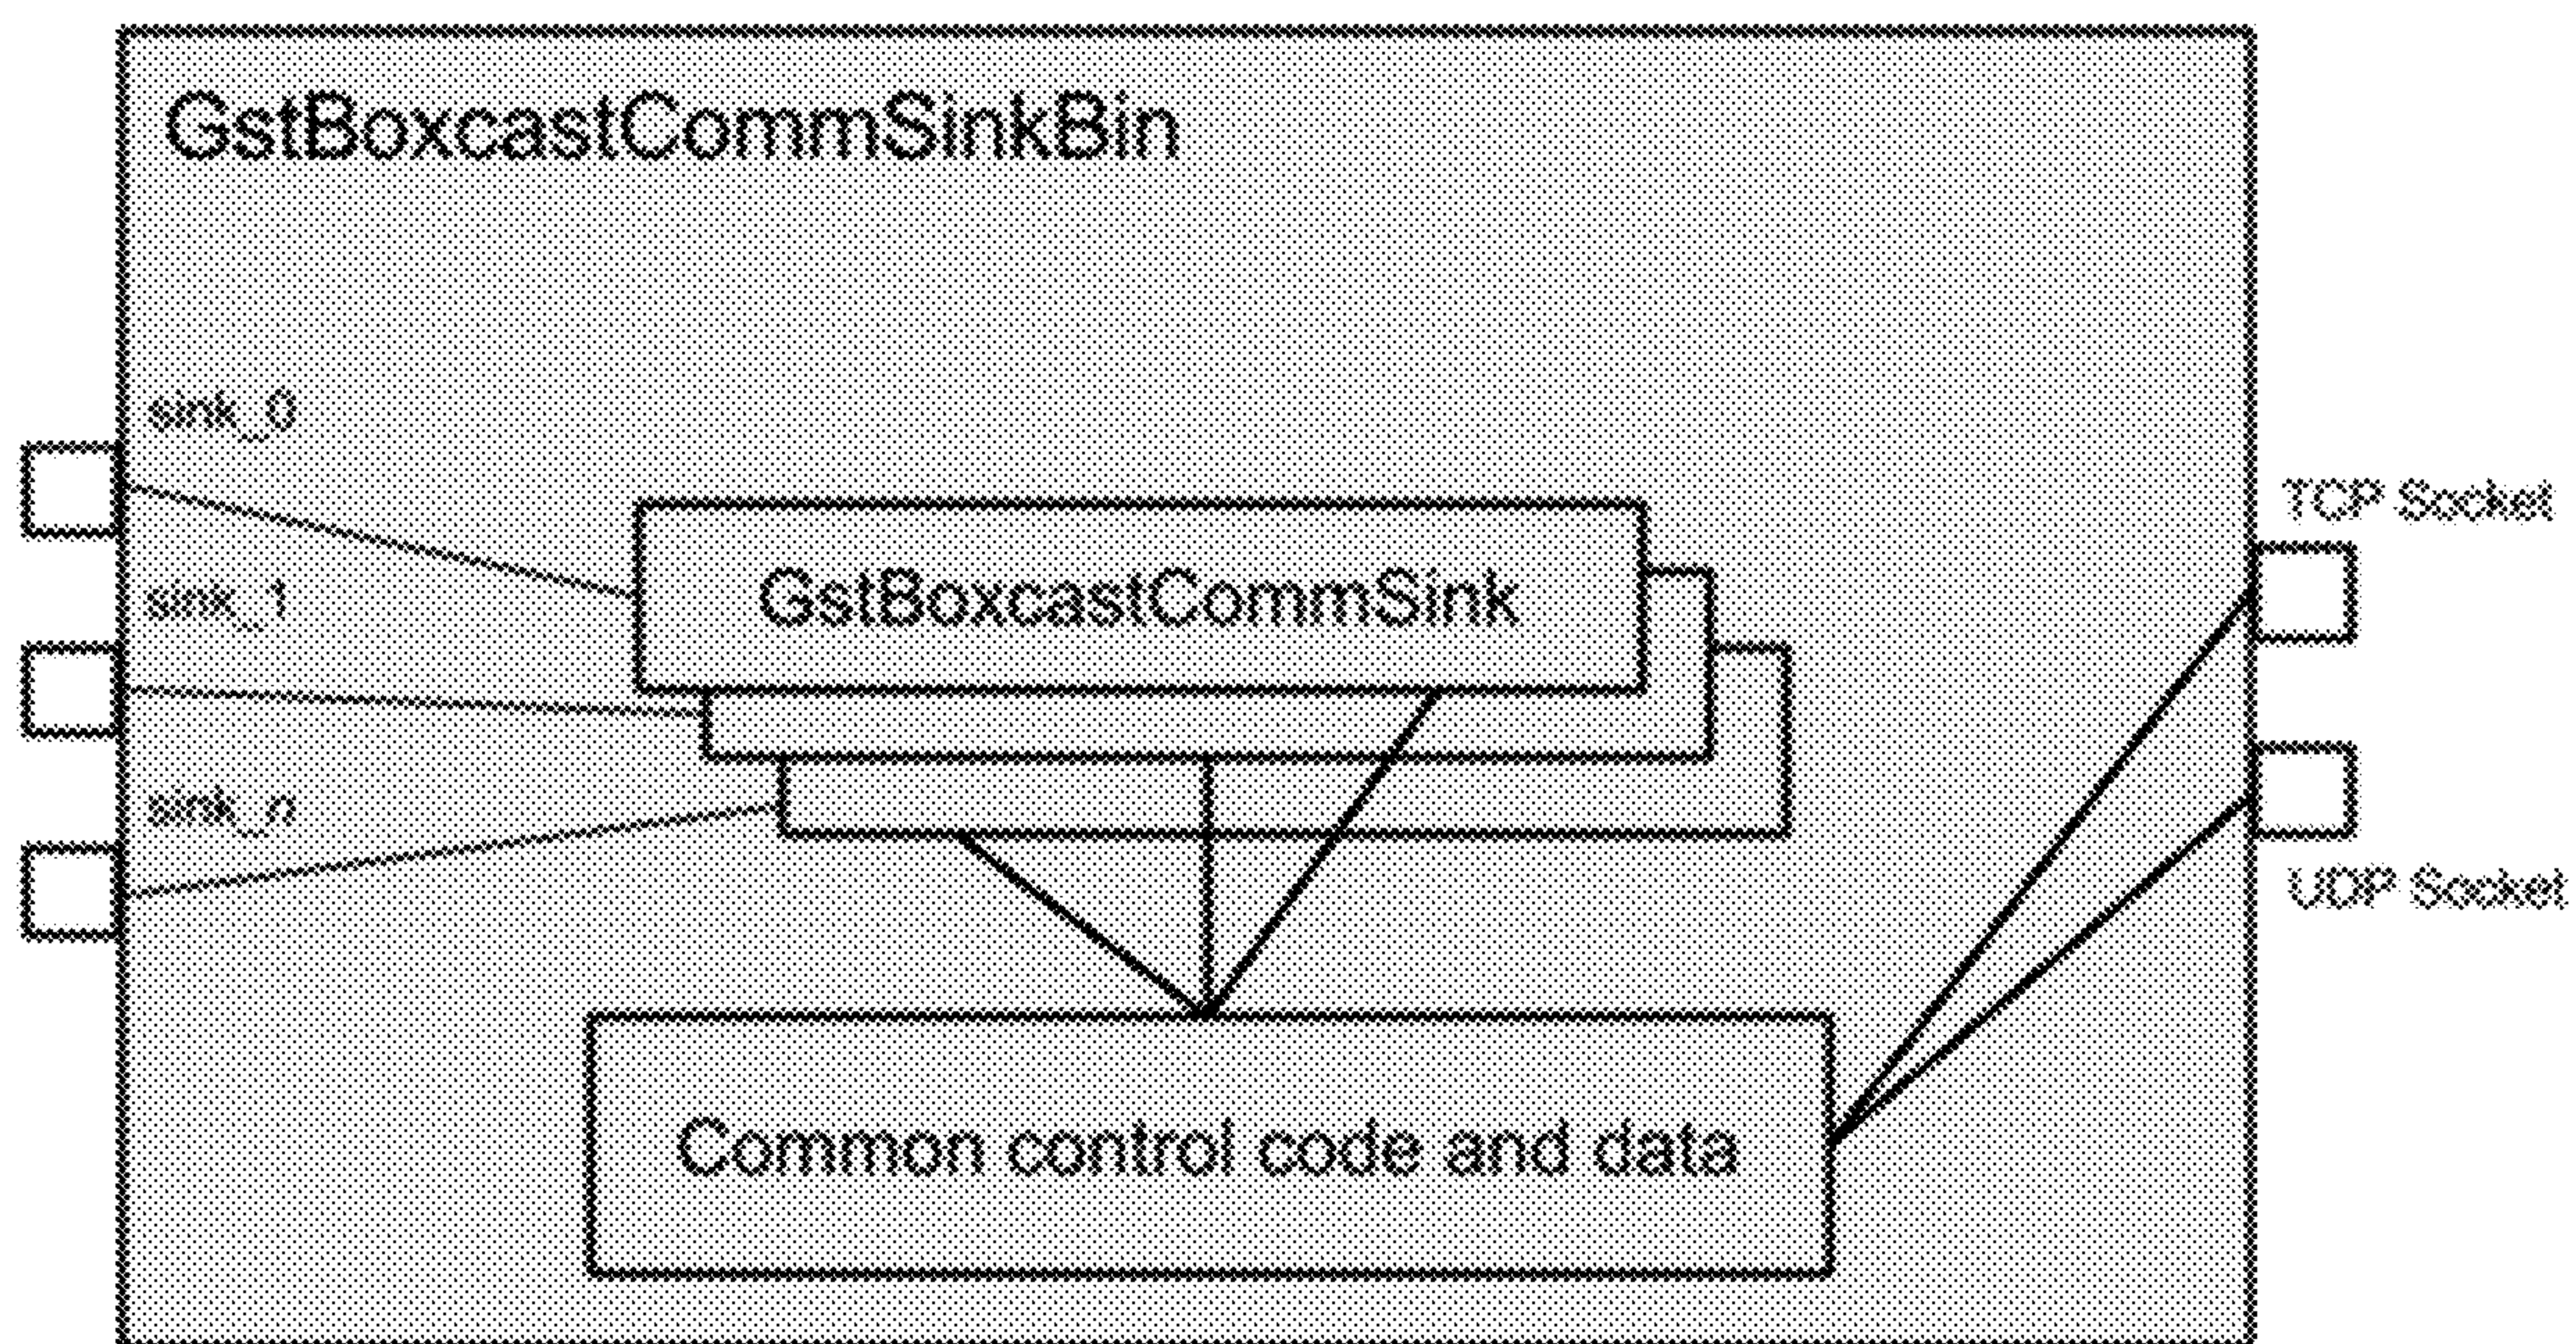 GstBoxcastCommSinkBin
sink_0
TCP Socket
GstBoxcastCommSink
sink_1
sink_n
UDP Socket
Common control code and data